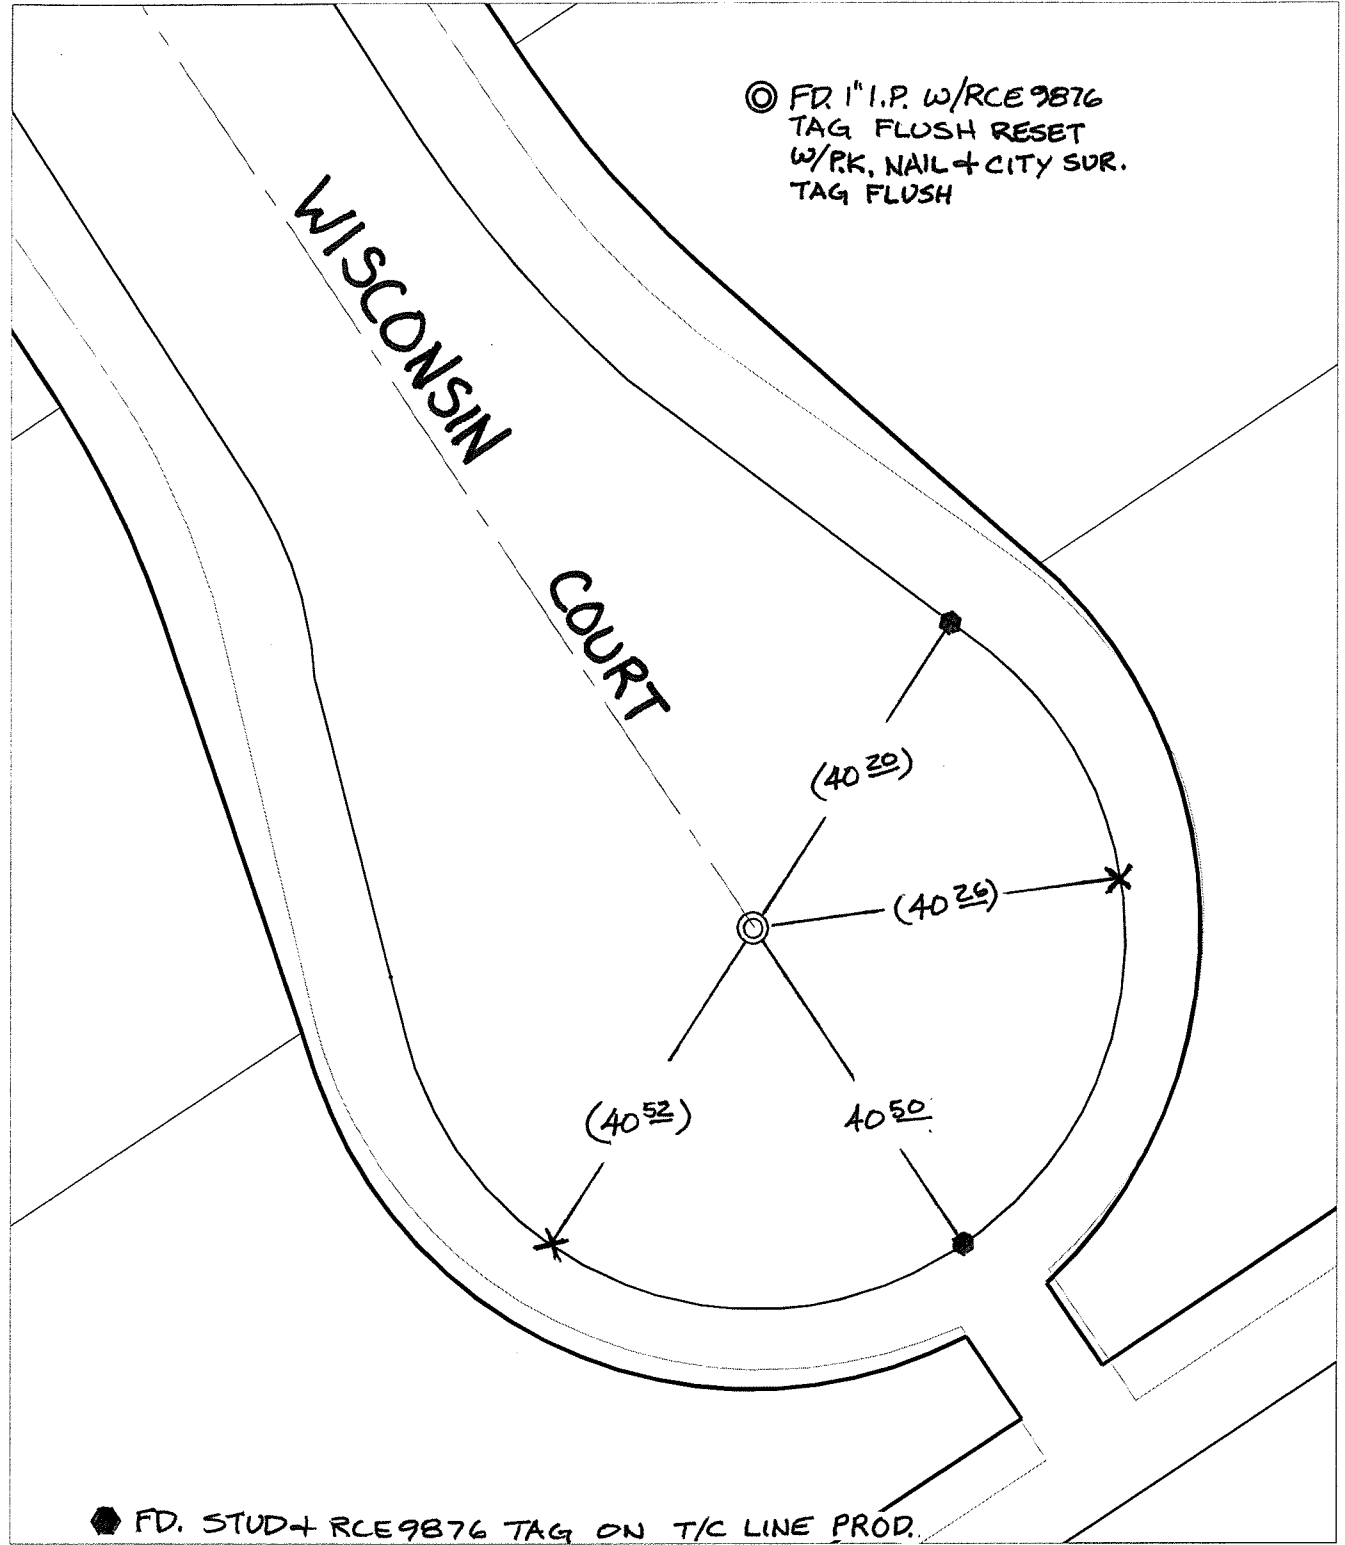 FD. 1" I.P. W/RCE 9876
TAG FLUSH RESET
W/P.K. NAIL + CITY SUR.
TAG FLUSH
WISCONSIN
COURT
(40 20)
(40 26)
(40 52)
40 50
FD. STUD + RCE 9876 TAG ON T/C LINE PROD.